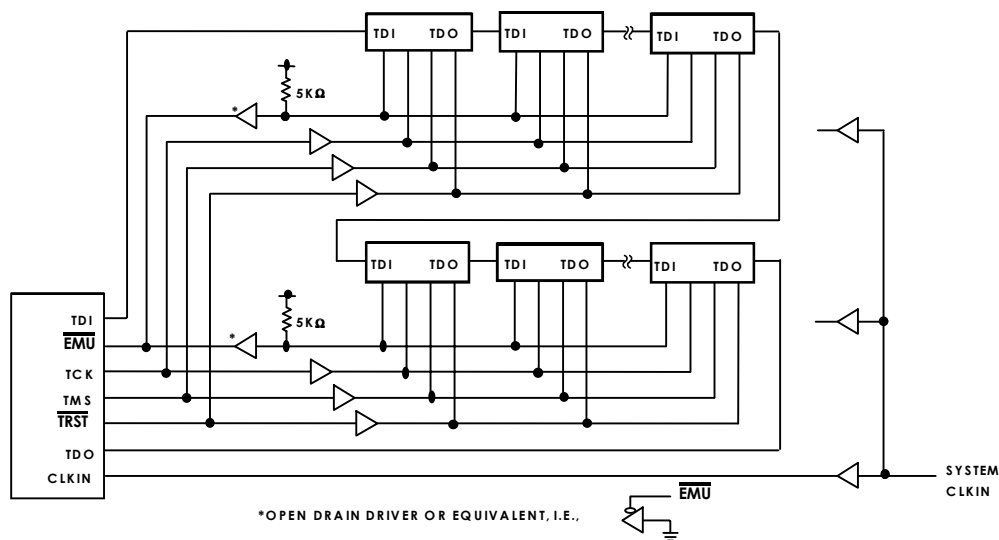 TDI TDO TDI TDO TDI TDO
5KΩ
*
TDI TDO TDI TDO TDI TDO
5KΩ
*
TDI
EMU
TCK
TMS
TRST
TDO
CLKIN
SYSTEM
CLKIN
EMU
*OPEN DRAIN DRIVER OR EQUIVALENT, I.E.,